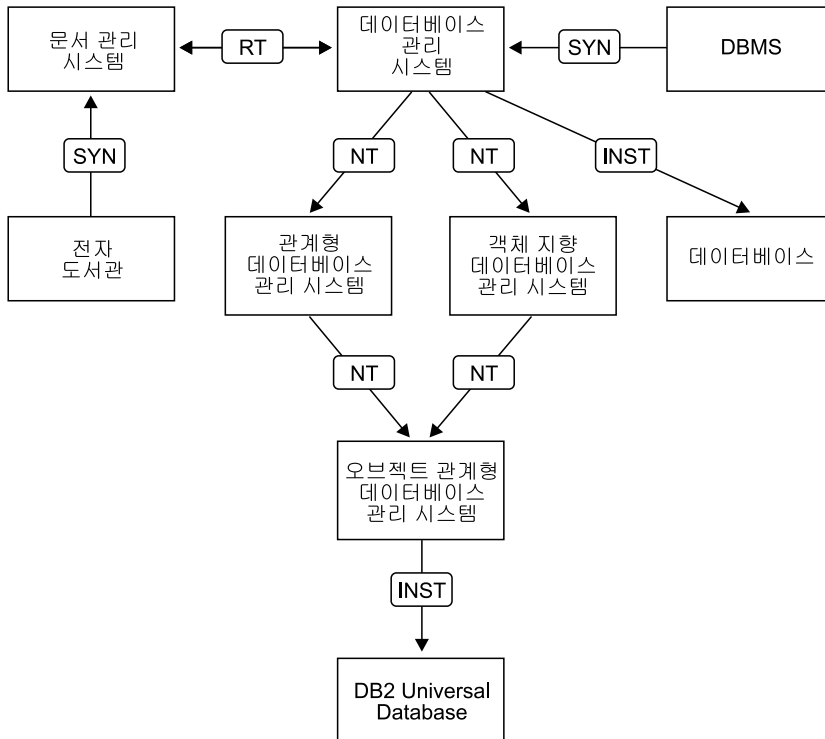 문서 관리
시스템
RT
데이터베이스
관리
시스템
SYN
DBMS
SYN
NT
NT
INST
전자
도서관
관계형
데이터베이스
관리 시스템
객체 지향
데이터베이스
관리 시스템
데이터베이스
NT
NT
오브젝트 관계형
데이터베이스
관리 시스템
INST
DB2 Universal
Database